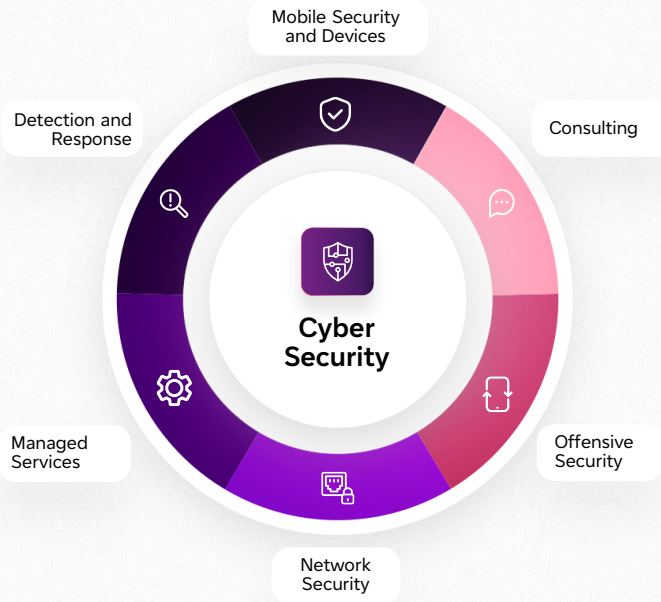 Mobile Security
and Devices
Detection and
Response
Consulting
Cyber
Security
Managed
Services
Offensive
Security
Network
Security